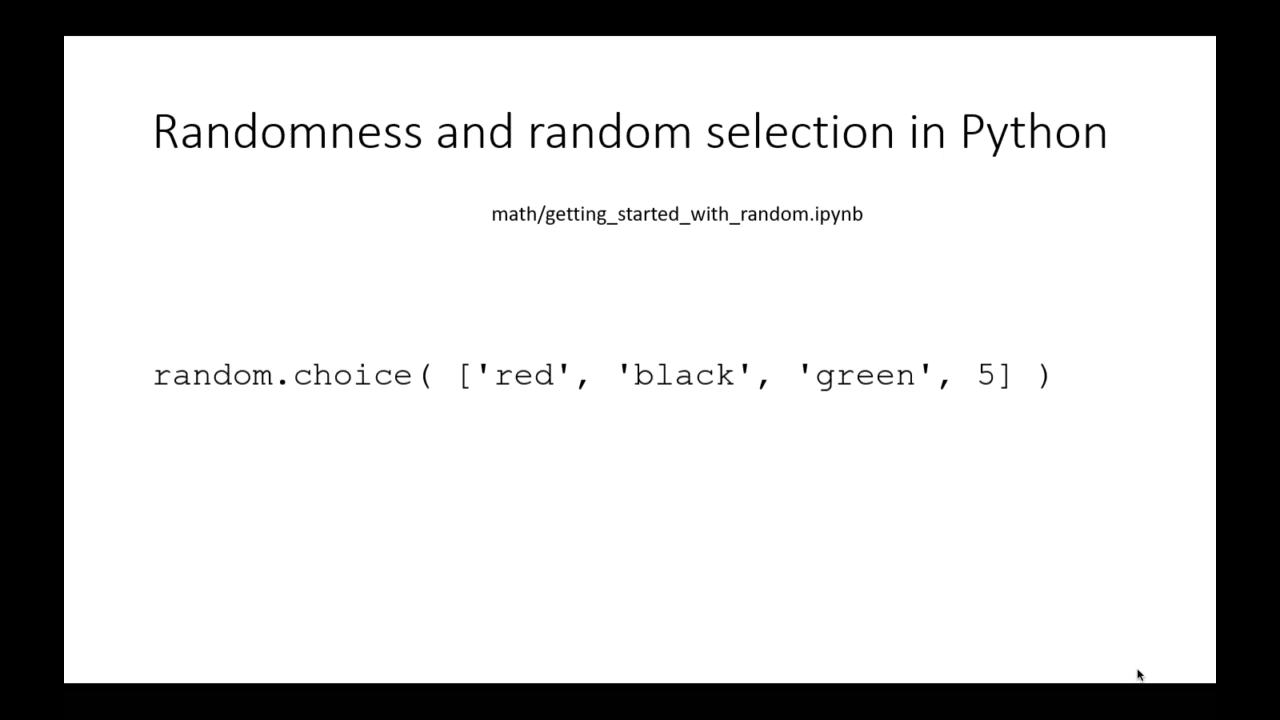 Randomness and random selection in Python
math/getting_started_with_random.ipynb
random.choice( ['red', 'black', 'green', 5] )